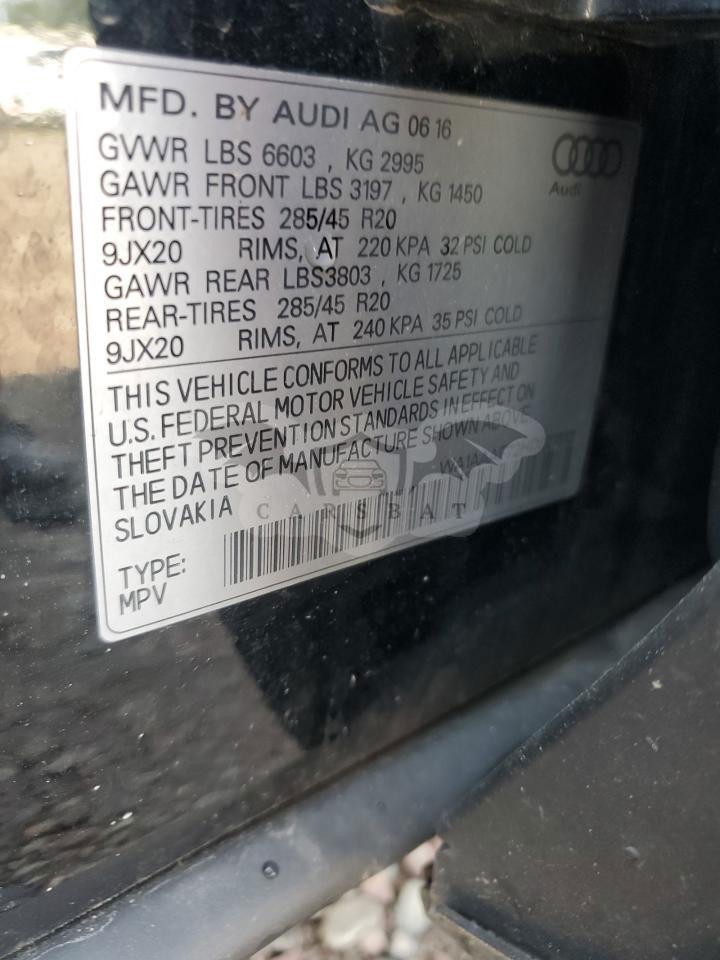 MFD. BY AUDI AG 06 16
GVWR LBS 6603 , KG 2995
Audi
GAWR FRONT LBS 3197 , KG 1450
FRONT-TIRES 285/45 R20
9JX20 RIMS, AT 220 KPA 32 PSI COLD
GAWR REAR LBS3803 , KG 1725
REAR-TIRES 285/45 R20
9JX20 RIMS, AT 240 KPA 35 PSI COLD
THIS VEHICLE CONFORMS TO ALL APPLICABLE
U.S. FEDERAL MOTOR VEHICLE SAFETY AND
THEFT PREVENTION STANDARDS IN EFFECT ON
THE DATE OF MANUFACTURE SHOWN ABOVE
SLOVAKIA
CARSBAT
TYPE:
MPV